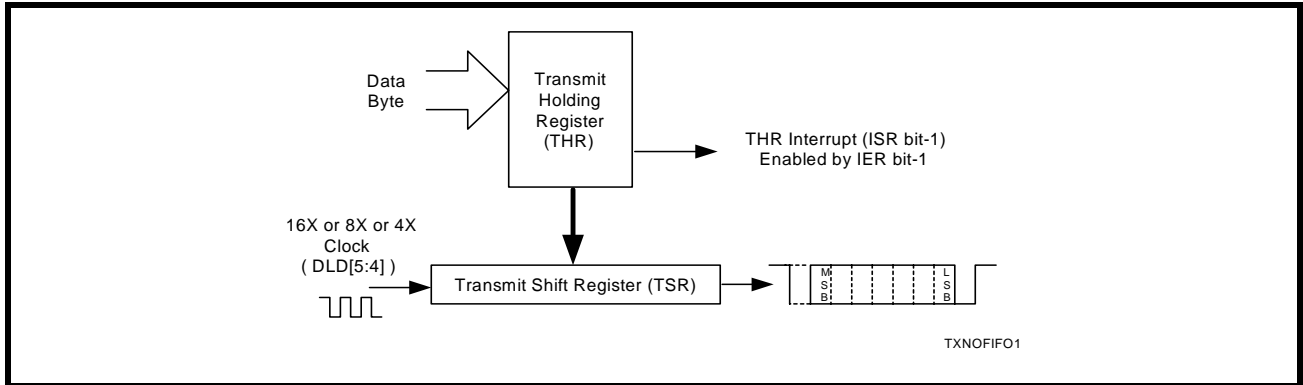 Data
Byte
Transmit
Holding
Register
(THR)
THR Interrupt (ISR bit-1)
Enabled by IER bit-1
16X or 8X or 4X
Clock
( DLD[5:4] )
Transmit Shift Register (TSR)
M
S
B
L
S
B
TXNOFIFO1